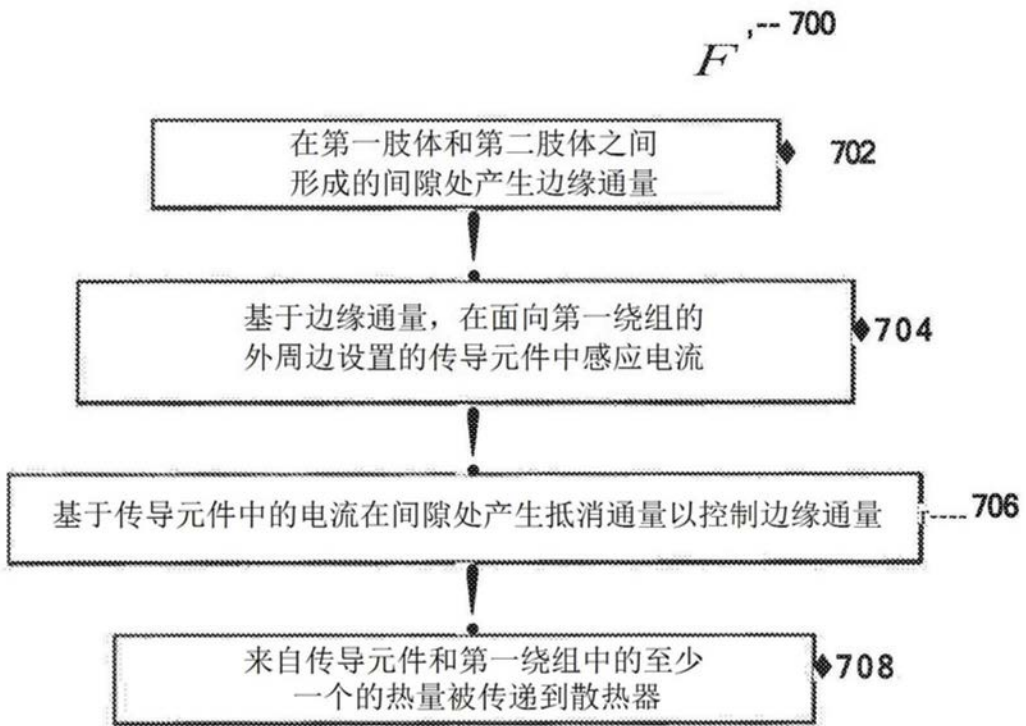 700
F
在第一肢体和第二肢体之间
形成的间隙处产生边缘通量
702
基于边缘通量，在面向第一绕组的
外周边设置的传导元件中感应电流
704
基于传导元件中的电流在间隙处产生抵消通量以控制边缘通量
706
来自传导元件和第一绕组中的至少
一个的热量被传递到散热器
708